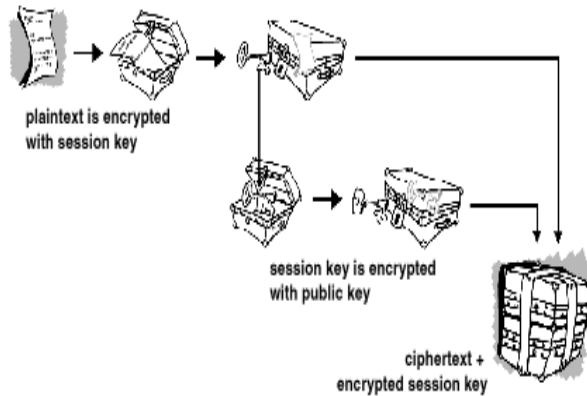 plaintext is encrypted
with session key
session key is encrypted
with public key
ciphertext +
encrypted session key